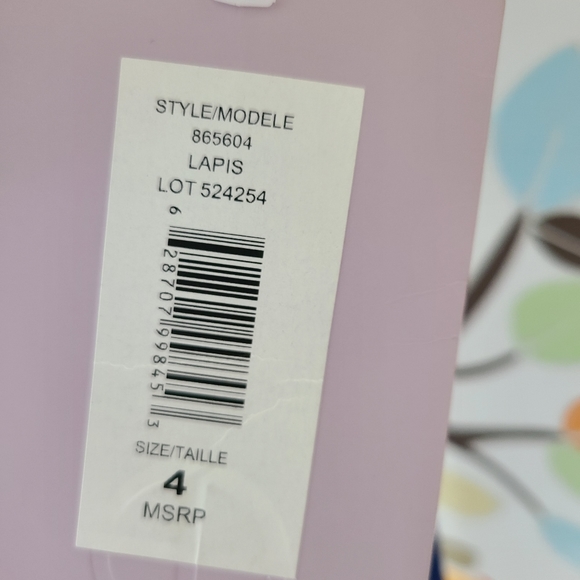 STYLE/MODELE
865604
LAPIS
LOT 524254
6 28707 99845 3
SIZE/TAILLE
4
MSRP